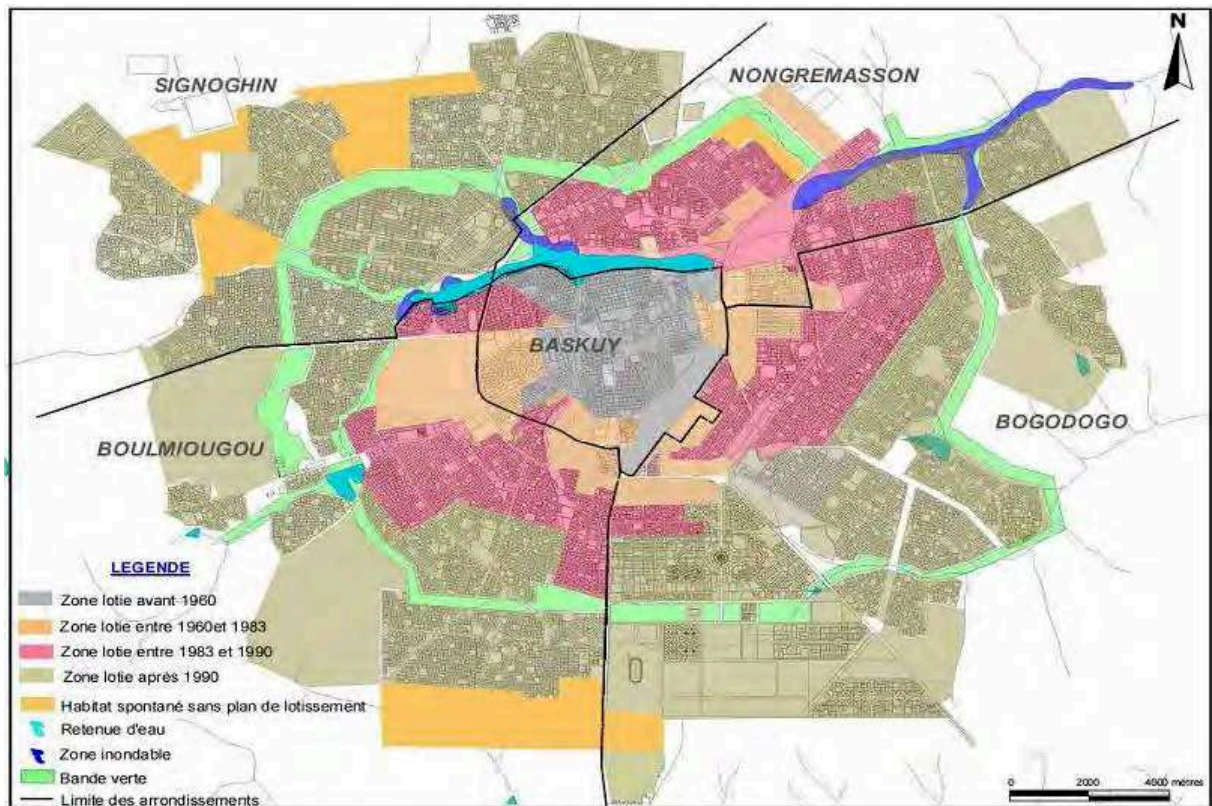 N
SIGNOGHIN
NONGREMASSON
BASKUY
BOULMIOUGOU
BOGODOGO
LEGENDE
Zone lotie avant 1960
Zone lotie entre 1960et 1983
Zone lotie entre 1983 et 1990
Zone lotie après 1990
Habitat spontané sans plan de lotissement
Retenue d'eau
Zone inondable
Bande verte
Limite des arrondissements
0 2000 4000 mètres